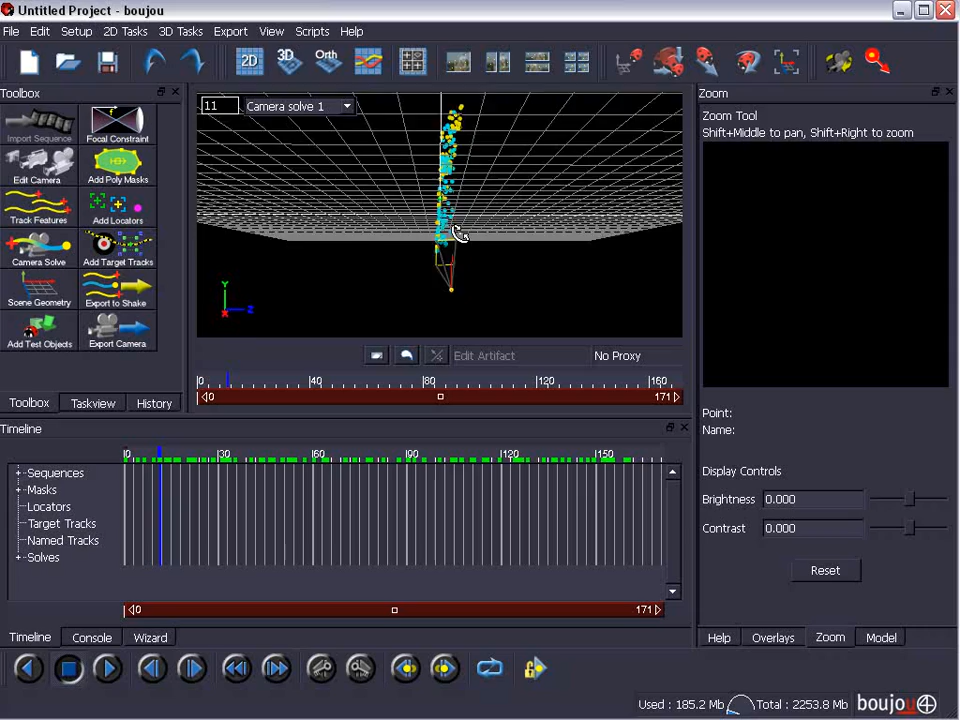 Untitled Project - boujou
File Edit Setup 2D Tasks 3D Tasks Export View Scripts Help
2D 3D Orth
Toolbox
Import Sequence
Focal Constraint
Edit Camera
Add Poly Masks
Track Features
Add Locators
Camera Solve
Add Target Tracks
Scene Geometry
Export to Shake
Add Test Objects
Export Camera
Toolbox Taskview History
11 Camera solve 1
Y
X Z
Edit Artifact No Proxy
0 40 80 120 160
0 171
Zoom
Zoom Tool
Shift+Middle to pan, Shift+Right to zoom
Point:
Name:
Display Controls
Brightness 0.000
Contrast 0.000
Reset
Help Overlays Zoom Model
Timeline
0 30 60 90 120 150
Sequences
Masks
Locators
Target Tracks
Named Tracks
Solves
0 171
Timeline Console Wizard
Used : 185.2 Mb Total : 2253.8 Mb boujou 4